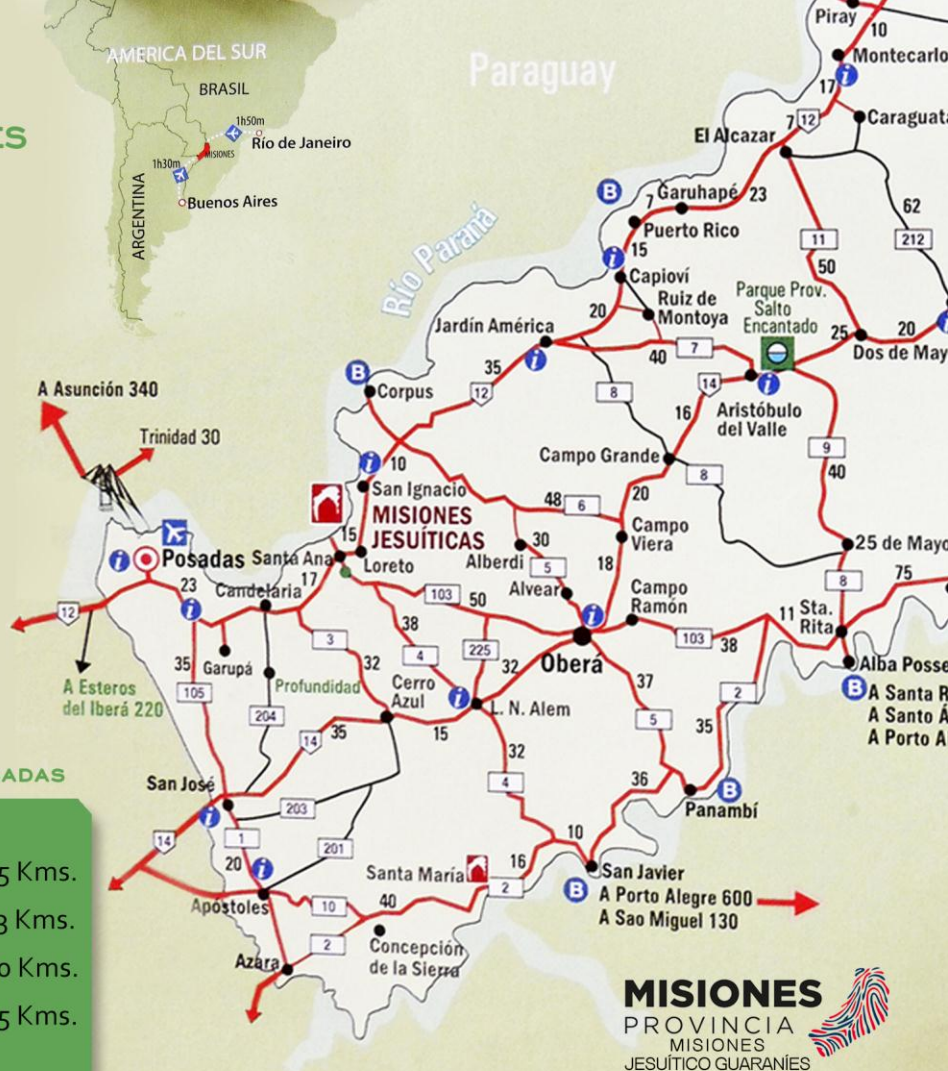 AMERICA DEL SUR
BRASIL
1h50m
Río de Janeiro
MISIONES
1h30m
Buenos Aires
ARGENTINA
ES
Paraguay
Río Paraná
Piray
10
Montecarlo
i
17
12
7
Caraguata
El Alcazar
B
7
Garuhapé
23
62
Puerto Rico
11
212
i
15
50
Capioví
Parque Prov.
Salto
Encantado
20
Ruiz de
Montoya
Jardín América
25
20
i
40
7
Dos de May
35
12
B
Corpus
8
14
i
16
Aristóbulo
del Valle
9
40
A Asunción 340
Trinidad 30
i
10
Campo Grande
8
San Ignacio
20
MISIONES
JESUÍTICAS
48
6
Campo
Viera
15
30
Alberdi
5
18
25 de Mayo
i
Posadas
Santa Ana
Loreto
17
23
Candelaria
103
50
Alvear
Campo
Ramón
8
75
12
i
i
11
Sta.
Rita
103
38
3
38
4
225
32
Oberá
35
Garupá
32
37
Alba Posse
A Esteros
del Iberá 220
105
Profundidad
Cerro
Azul
i
L. N. Alem
2
B
A Santa R
A Santo Á
A Porto A
204
14
35
15
5
35
32
4
ADAS
San José
36
B
Panambí
i
203
14
1
20
201
10
i
16
Santa María
2
San Javier
B
A Porto Alegre 600
A Sao Miguel 130
5 Kms.
3 Kms.
0 Kms.
5 Kms.
Apóstoles
10
40
2
Concepción
de la Sierra
Azara
MISIONES
PROVINCIA
MISIONES
JESUÍTICO GUARANÍES